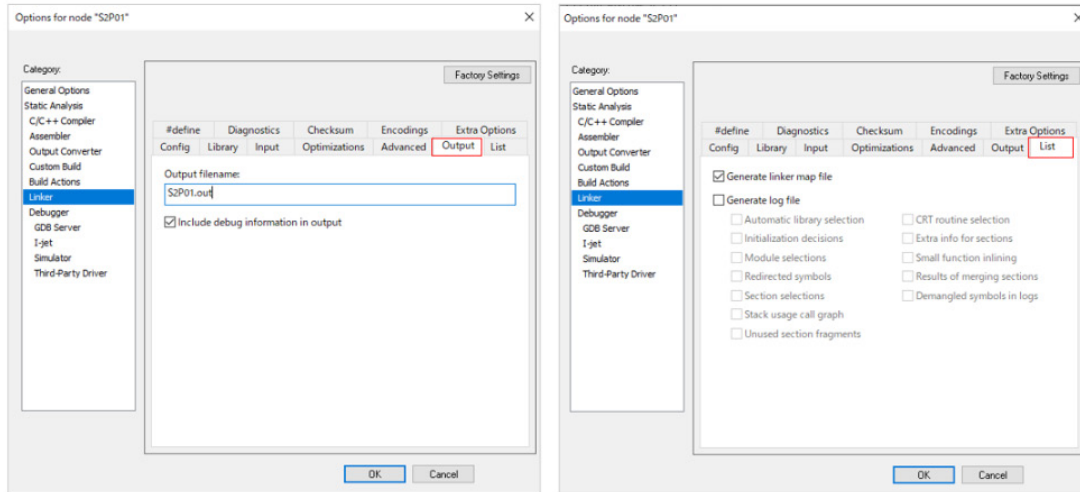 Options for node "S2P01"
Category:
General Options
Static Analysis
C/C++ Compiler
Assembler
Output Converter
Custom Build
Build Actions
Linker
Debugger
GDB Server
I-jet
Simulator
Third-Party Driver
Factory Settings
#define Diagnostics Checksum Encodings Extra Options
Config Library Input Optimizations Advanced Output List
Output filename:
S2P01.out
Include debug information in output
OK Cancel
Options for node "S2P01"
Category:
General Options
Static Analysis
C/C++ Compiler
Assembler
Output Converter
Custom Build
Build Actions
Linker
Debugger
GDB Server
I-jet
Simulator
Third-Party Driver
Factory Settings
#define Diagnostics Checksum Encodings Extra Options
Config Library Input Optimizations Advanced Output List
Generate linker map file
Generate log file
Automatic library selection CRT routine selection
Initialization decisions Extra info for sections
Module selections Small function inlining
Redirected symbols Results of merging sections
Section selections Demangled symbols in logs
Stack usage call graph
Unused section fragments
OK Cancel